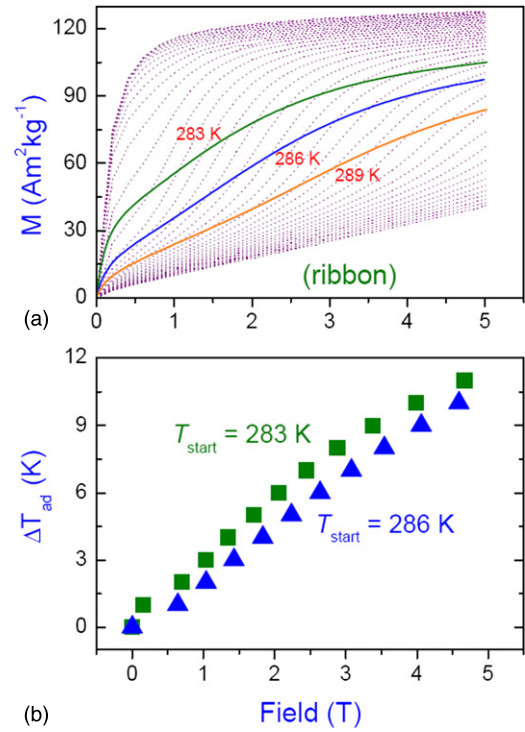 (a)
M (Am²kg⁻¹)
120
90
60
30
0
283 K
286 K
289 K
(ribbon)
0 1 2 3 4 5
(b)
ΔT_ad (K)
12
9
6
3
0
T_start = 283 K
T_start = 286 K
0 1 2 3 4 5
Field (T)